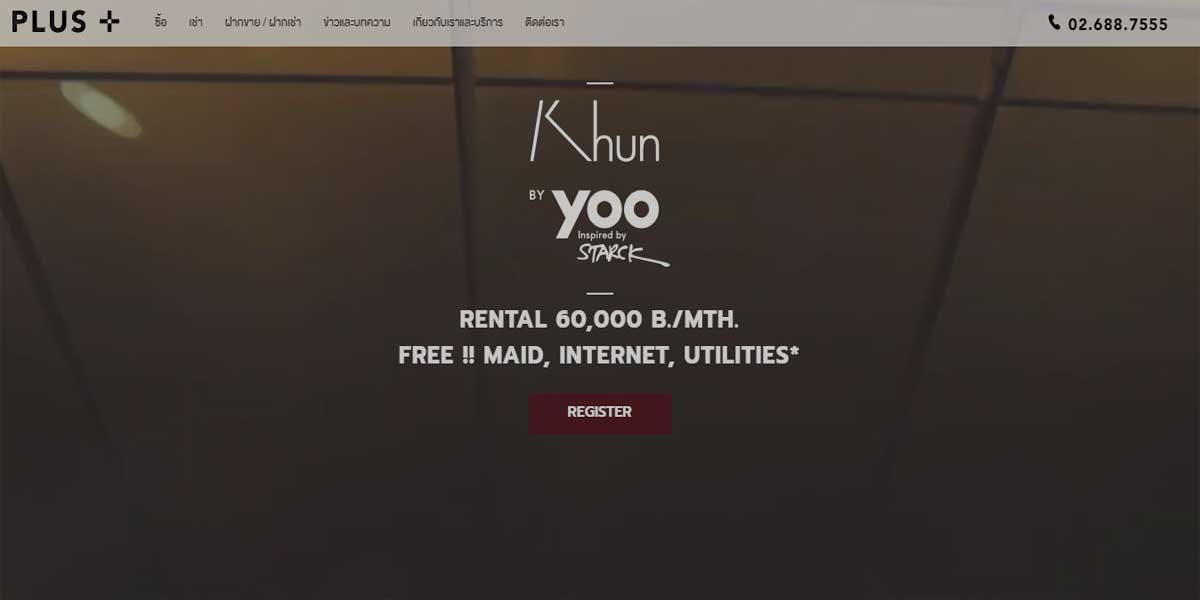 PLUS
ซื้อ เช่า ฝากขาย / ฝากเช่า ข่าวและบทความ เกี่ยวกับเราและบริการ ติดต่อเรา 02.688.7555
Khun
BY yoo
Inspired by
STARCK
RENTAL 60,000 B./MTH.
FREE !! MAID, INTERNET, UTILITIES*
REGISTER